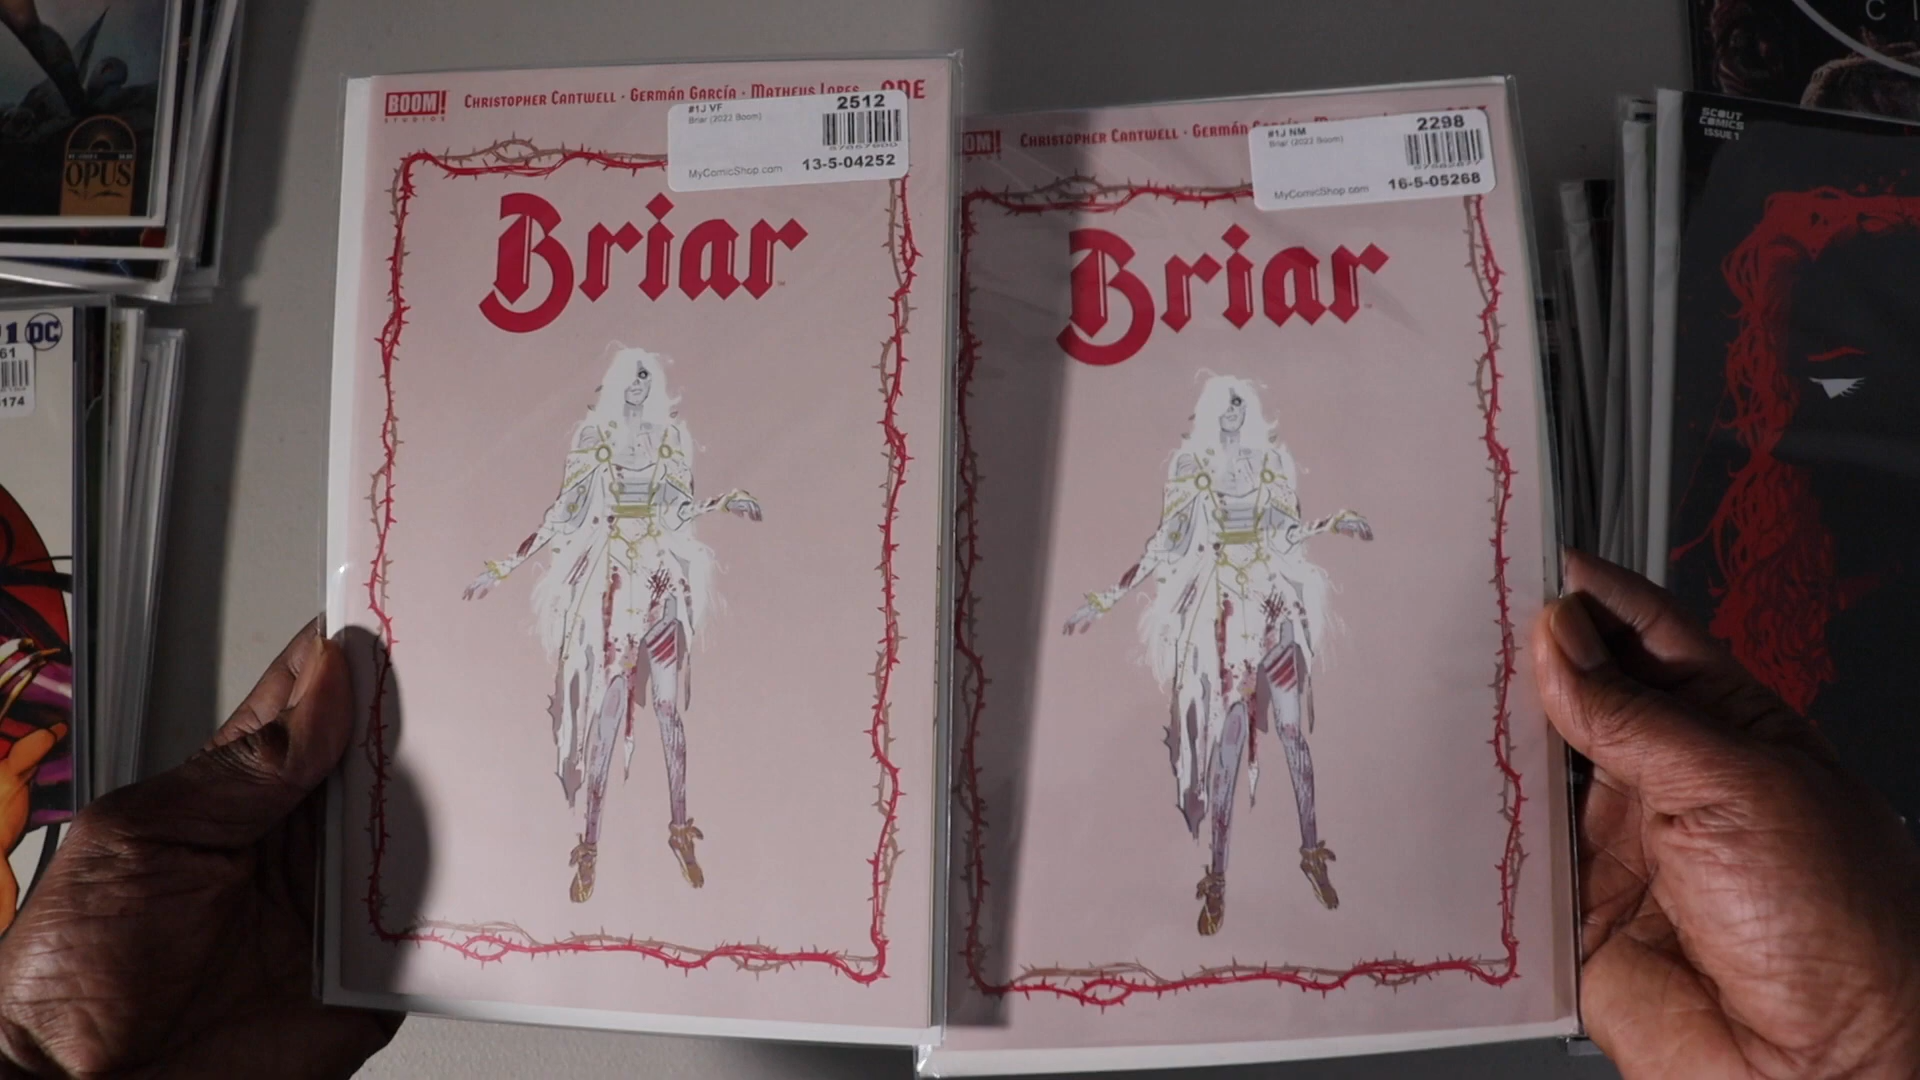 BOOM!
STUDIOS
CHRISTOPHER CANTWELL · GERMÁN GARCÍA · MATHEUS LOPES ONE
#1J VF
Briar (2022 Boom)
2512
MyComicShop.com
13-5-04252
Briar
CHRISTOPHER CANTWELL · GERMÁN
#1J NM
Briar (2022 Boom)
2298
MyComicShop.com
16-5-05268
Briar
OPUS
1 DC
61
174
SCOUT
COMICS
ISSUE 1